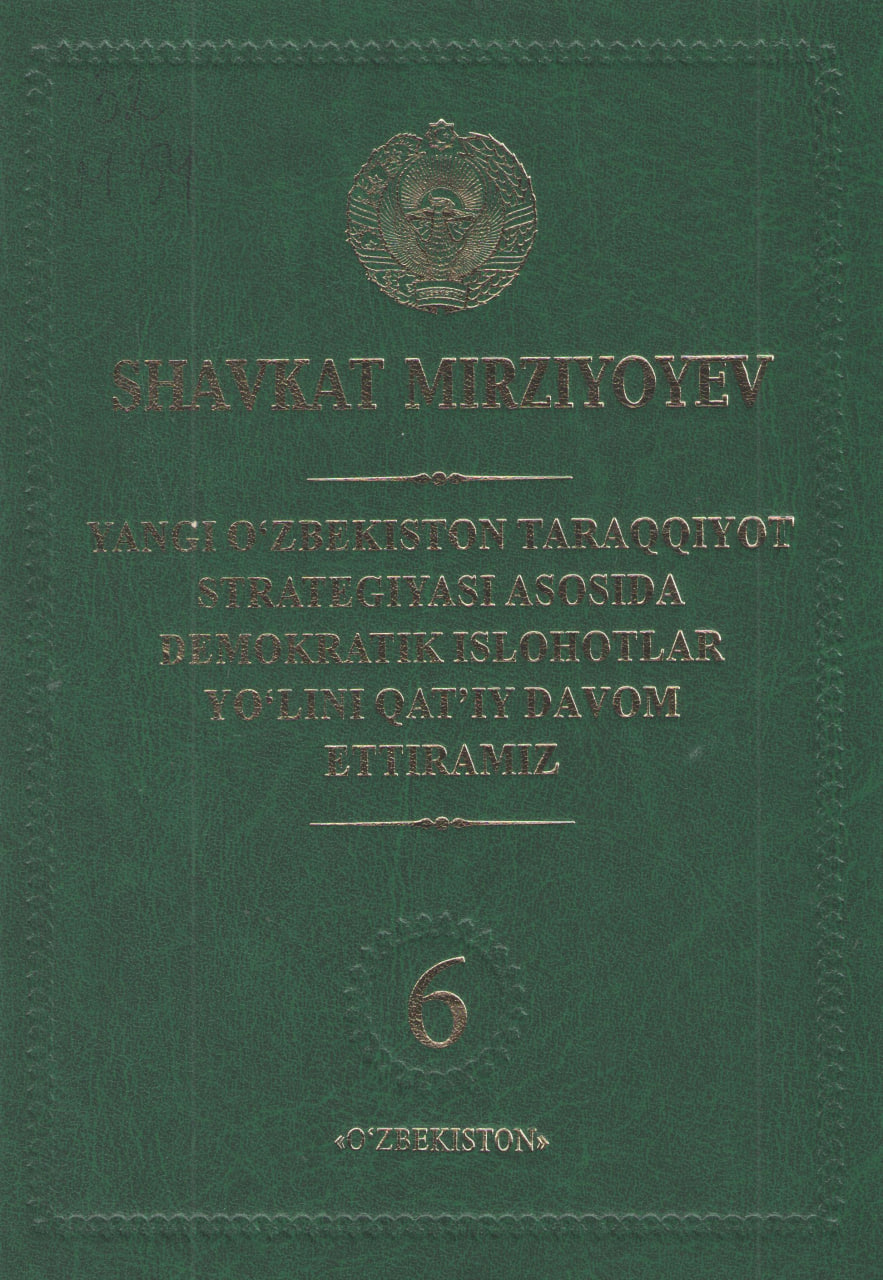 SHAVKAT MIRZIYOYEV
YANGI O‘ZBEKISTON TARAQQIYOT
STRATEGIYASI ASOSIDA
DEMOKRATIK ISLOHOTLAR
YO‘LINI QAT’IY DAVOM
ETTIRAMIZ
6
«O‘ZBEKISTON»